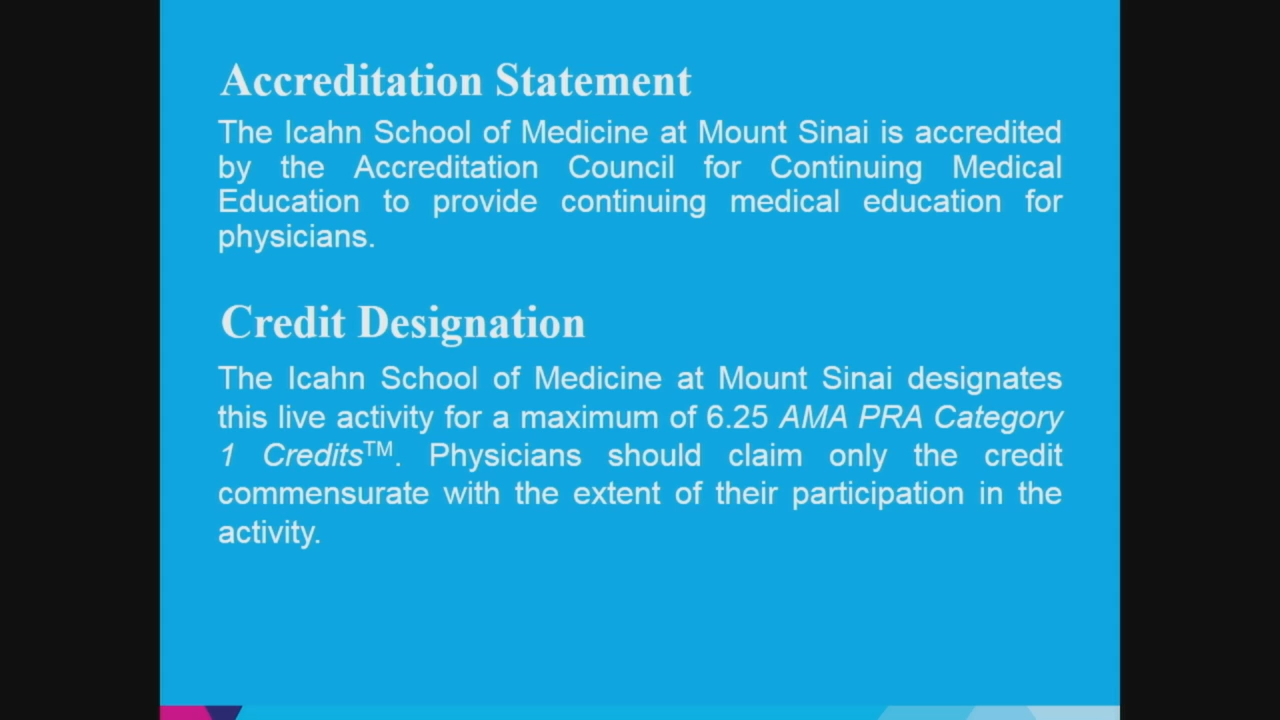 Accreditation Statement
The Icahn School of Medicine at Mount Sinai is accredited
by the Accreditation Council for Continuing Medical
Education to provide continuing medical education for
physicians.
Credit Designation
The Icahn School of Medicine at Mount Sinai designates
this live activity for a maximum of 6.25 AMA PRA Category
1 Credits™. Physicians should claim only the credit
commensurate with the extent of their participation in the
activity.